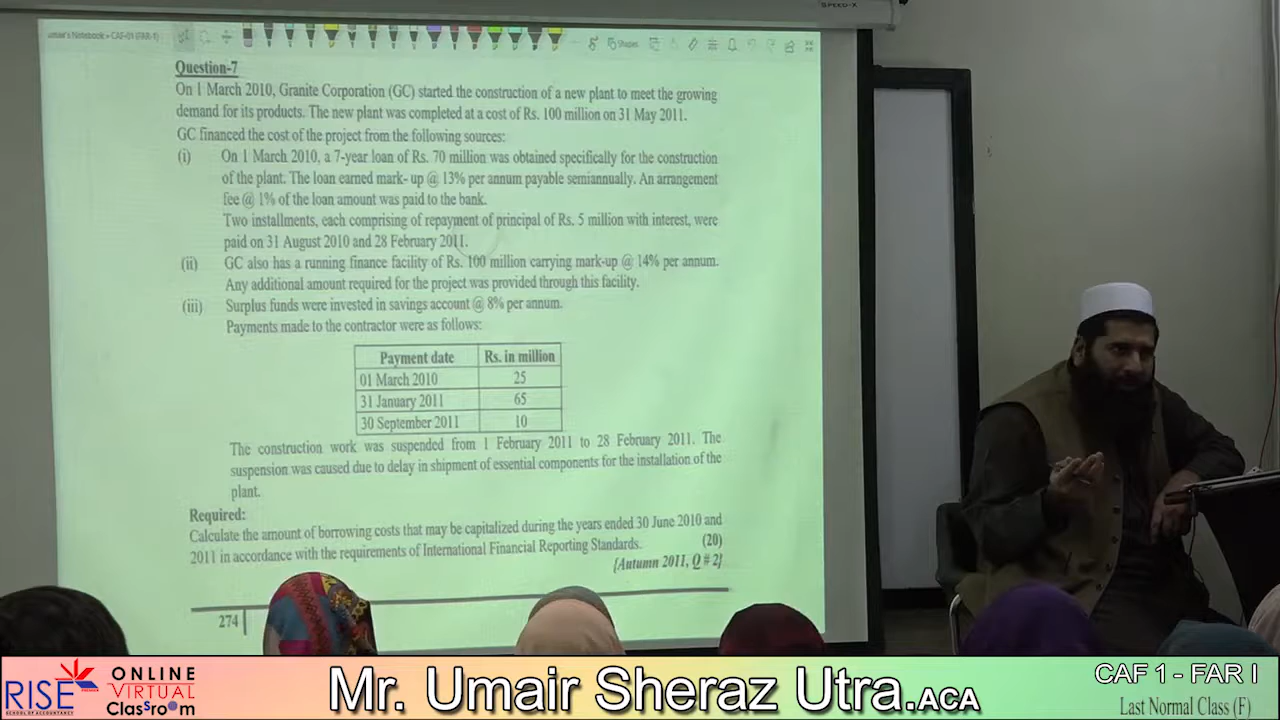 SPEED-X
umair's Notebook > CAF-01 (FAR-1)
Shapes
Question-7
On 1 March 2010, Granite Corporation (GC) started the construction of a new plant to meet the growing
demand for its products. The new plant was completed at a cost of Rs. 100 million on 31 May 2011.
GC financed the cost of the project from the following sources:
(i) On 1 March 2010, a 7-year loan of Rs. 70 million was obtained specifically for the construction
of the plant. The loan earned mark- up @ 13% per annum payable semiannually. An arrangement
fee @ 1% of the loan amount was paid to the bank.
Two installments, each comprising of repayment of principal of Rs. 5 million with interest, were
paid on 31 August 2010 and 28 February 2011.
(ii) GC also has a running finance facility of Rs. 100 million carrying mark-up @ 14% per annum.
Any additional amount required for the project was provided through this facility.
(iii) Surplus funds were invested in savings account @ 8% per annum.
Payments made to the contractor were as follows:
Payment date Rs. in million
01 March 2010 25
31 January 2011 65
30 September 2011 10
The construction work was suspended from 1 February 2011 to 28 February 2011. The
suspension was caused due to delay in shipment of essential components for the installation of the
plant.
Required:
Calculate the amount of borrowing costs that may be capitalized during the years ended 30 June 2010 and
2011 in accordance with the requirements of International Financial Reporting Standards. (20)
{Autumn 2011, Q # 2}
274
RISE PREMIER
SCHOOL OF ACCOUNTANCY
ONLINE
VIRTUAL
Classroom
Mr. Umair Sheraz Utra.ACA
CAF 1 - FAR I
Last Normal Class (F)